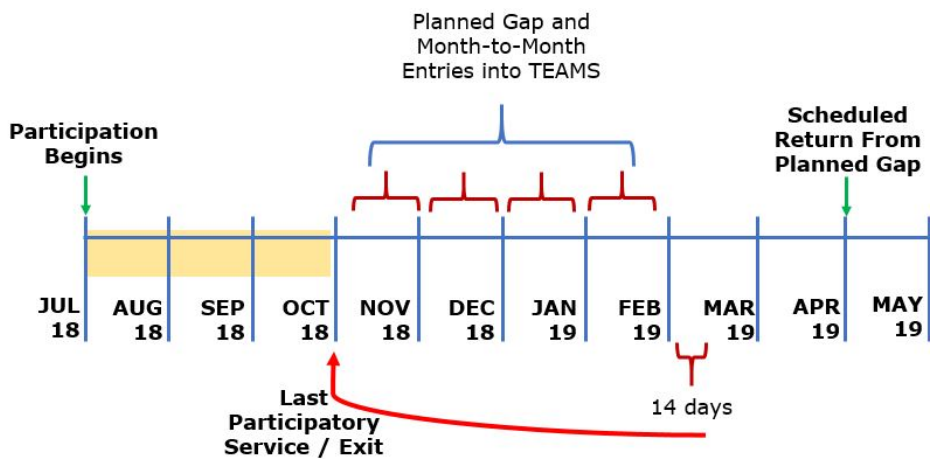 Planned Gap and
Month-to-Month
Entries into TEAMS
Participation
Begins
Scheduled
Return From
Planned Gap
JUL
18
AUG
18
SEP
18
OCT
18
NOV
18
DEC
18
JAN
19
FEB
19
MAR
19
APR
19
MAY
19
Last
Participatory
Service / Exit
14 days